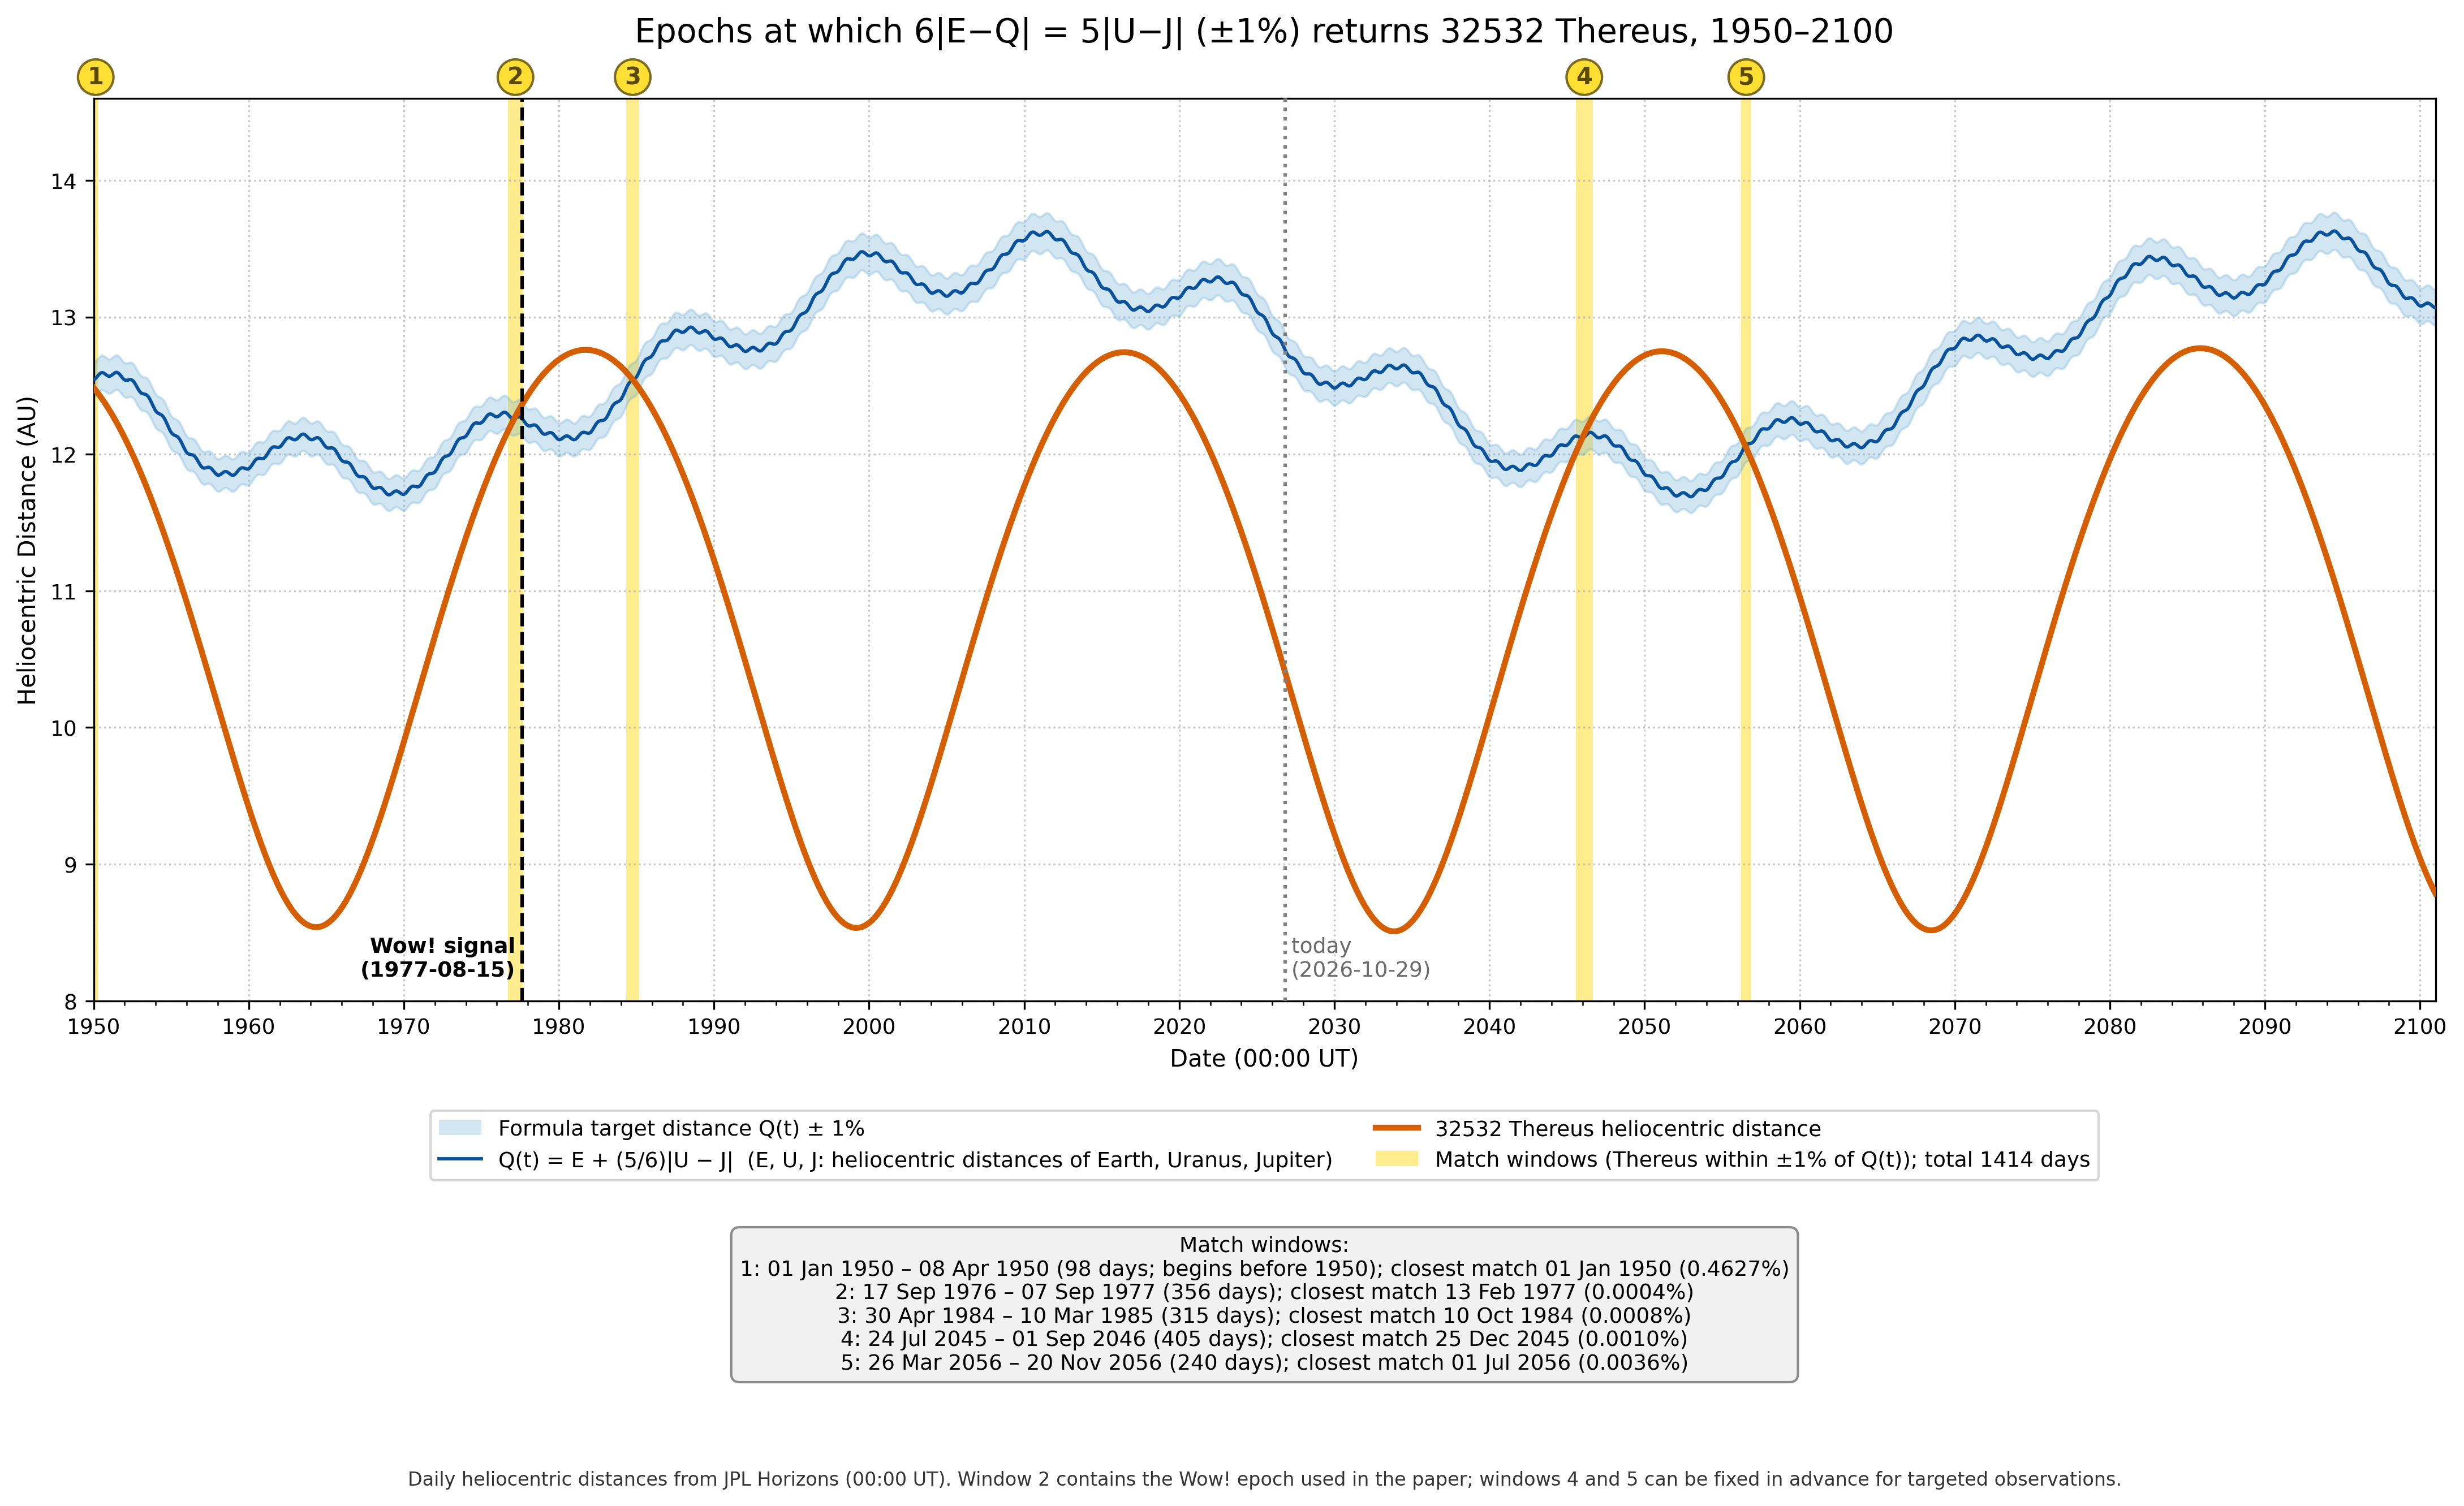 Epochs at which 6|E−Q| = 5|U−J| (±1%) returns 32532 Thereus, 1950–2100
1 2 3 4 5
Heliocentric Distance (AU)
14
13
12
11
10
9
8
Wow! signal
(1977-08-15)
today
(2026-10-29)
1950 1960 1970 1980 1990 2000 2010 2020 2030 2040 2050 2060 2070 2080 2090 2100
Date (00:00 UT)
Formula target distance Q(t) ± 1%
Q(t) = E + (5/6)|U − J|  (E, U, J: heliocentric distances of Earth, Uranus, Jupiter)
32532 Thereus heliocentric distance
Match windows (Thereus within ±1% of Q(t)); total 1414 days
Match windows:
1: 01 Jan 1950 – 08 Apr 1950 (98 days; begins before 1950); closest match 01 Jan 1950 (0.4627%)
2: 17 Sep 1976 – 07 Sep 1977 (356 days); closest match 13 Feb 1977 (0.0004%)
3: 30 Apr 1984 – 10 Mar 1985 (315 days); closest match 10 Oct 1984 (0.0008%)
4: 24 Jul 2045 – 01 Sep 2046 (405 days); closest match 25 Dec 2045 (0.0010%)
5: 26 Mar 2056 – 20 Nov 2056 (240 days); closest match 01 Jul 2056 (0.0036%)
Daily heliocentric distances from JPL Horizons (00:00 UT). Window 2 contains the Wow! epoch used in the paper; windows 4 and 5 can be fixed in advance for targeted observations.